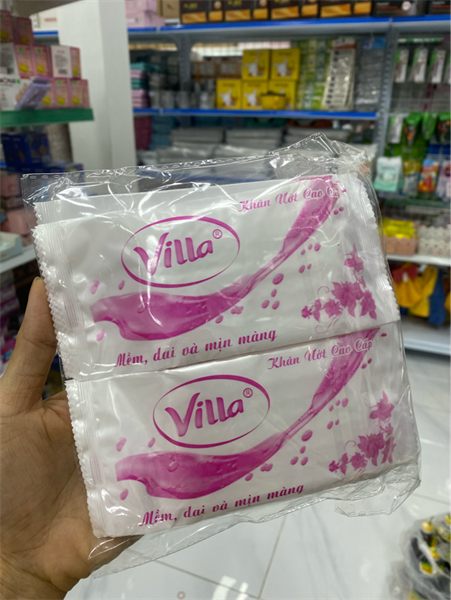 Khăn Ướt Cao Cấ
Villa®
Mềm, dai và mịn màng
Khăn Ướt Cao Cấp
Villa®
Mềm, dai và mịn màng